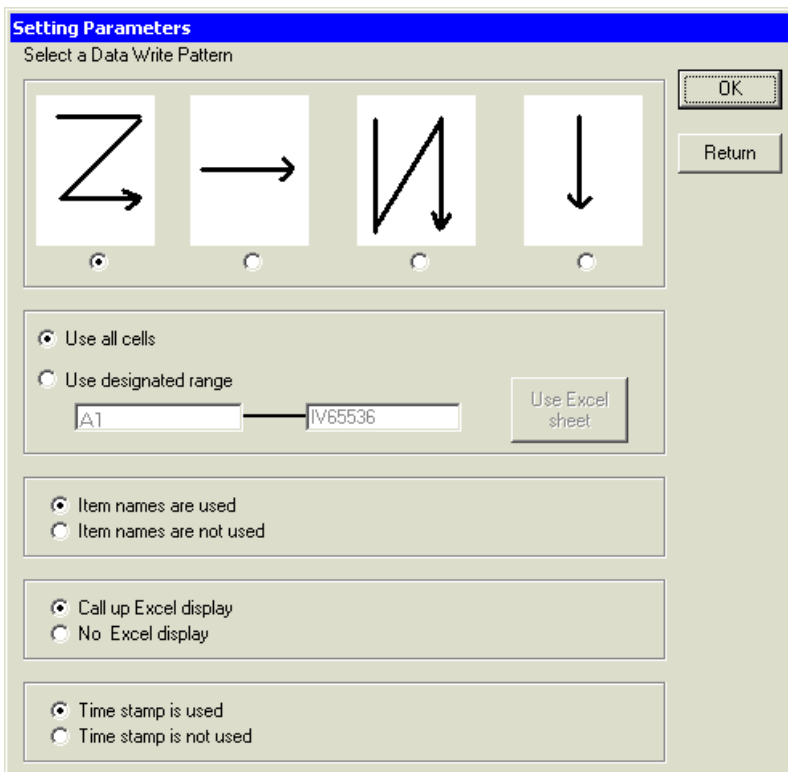 Setting Parameters
Select a Data Write Pattern
OK
Return
Use all cells
Use designated range
A1 IV65536
Use Excel
sheet
Item names are used
Item names are not used
Call up Excel display
No Excel display
Time stamp is used
Time stamp is not used